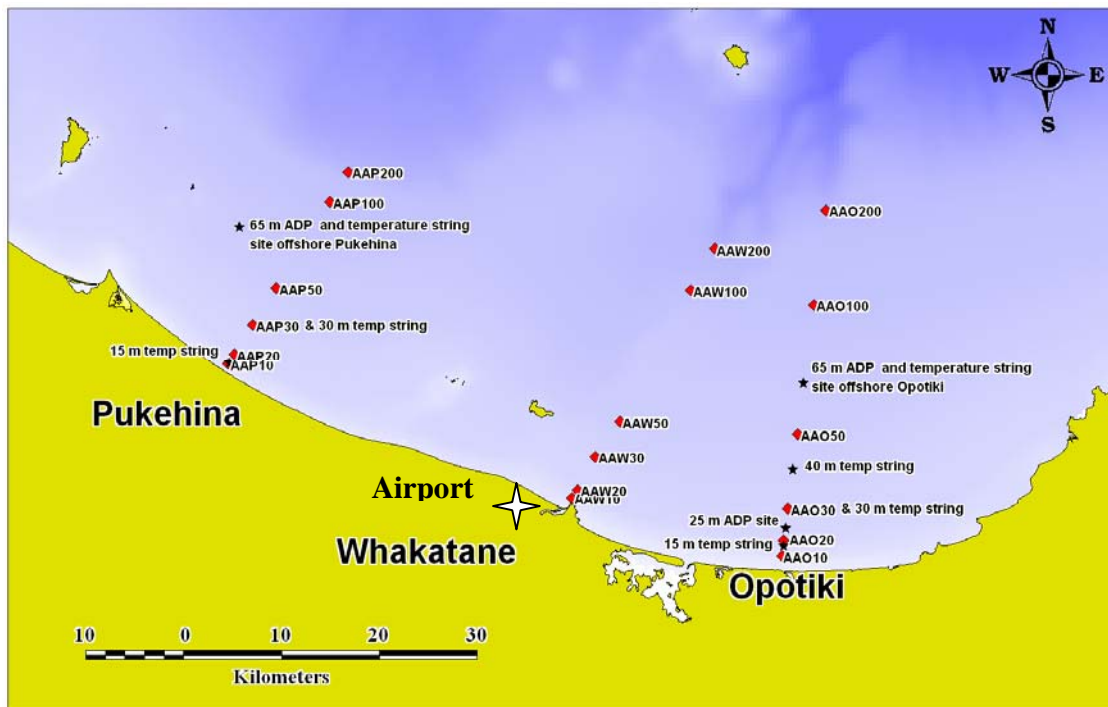 N
W E
S
AAP200
AAP100
65 m ADP and temperature string
site offshore Pukehina
AAO200
AAW200
AAP50
AAW100
AAO100
AAP30 & 30 m temp string
15 m temp string
AAP20
AAP10
65 m ADP and temperature string
site offshore Opotiki
Pukehina
AAW50
AAO50
AAW30
40 m temp string
Airport
AAW20
AAW10
AAO30 & 30 m temp string
25 m ADP site
Whakatane
15 m temp string
AAO20
AAO10
Opotiki
10 0 10 20 30
Kilometers